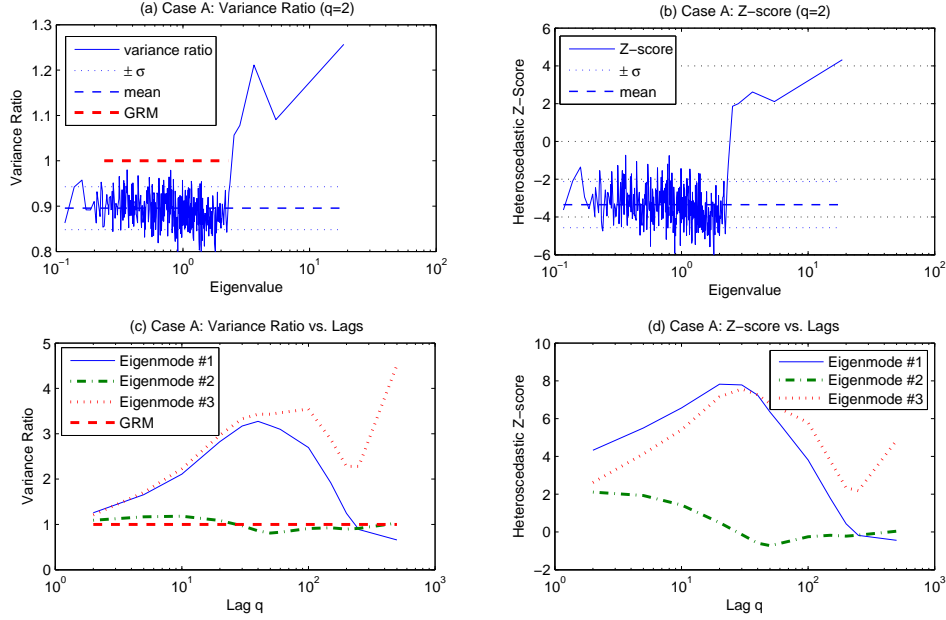 (a) Case A: Variance Ratio (q=2)
1.3
1.2
1.1
1
0.9
0.8
Variance Ratio
variance ratio
± σ
mean
GRM
10^-1
10^0
10^1
10^2
Eigenvalue
(b) Case A: Z-score (q=2)
6
4
2
0
-2
-4
-6
Heteroscedastic Z-Score
Z-score
± σ
mean
10^-1
10^0
10^1
10^2
Eigenvalue
(c) Case A: Variance Ratio vs. Lags
5
4
3
2
1
0
Variance Ratio
Eigenmode #1
Eigenmode #2
Eigenmode #3
GRM
10^0
10^1
10^2
10^3
Lag q
(d) Case A: Z-score vs. Lags
10
8
6
4
2
0
-2
Heteroscedastic Z-score
Eigenmode #1
Eigenmode #2
Eigenmode #3
10^0
10^1
10^2
10^3
Lag q